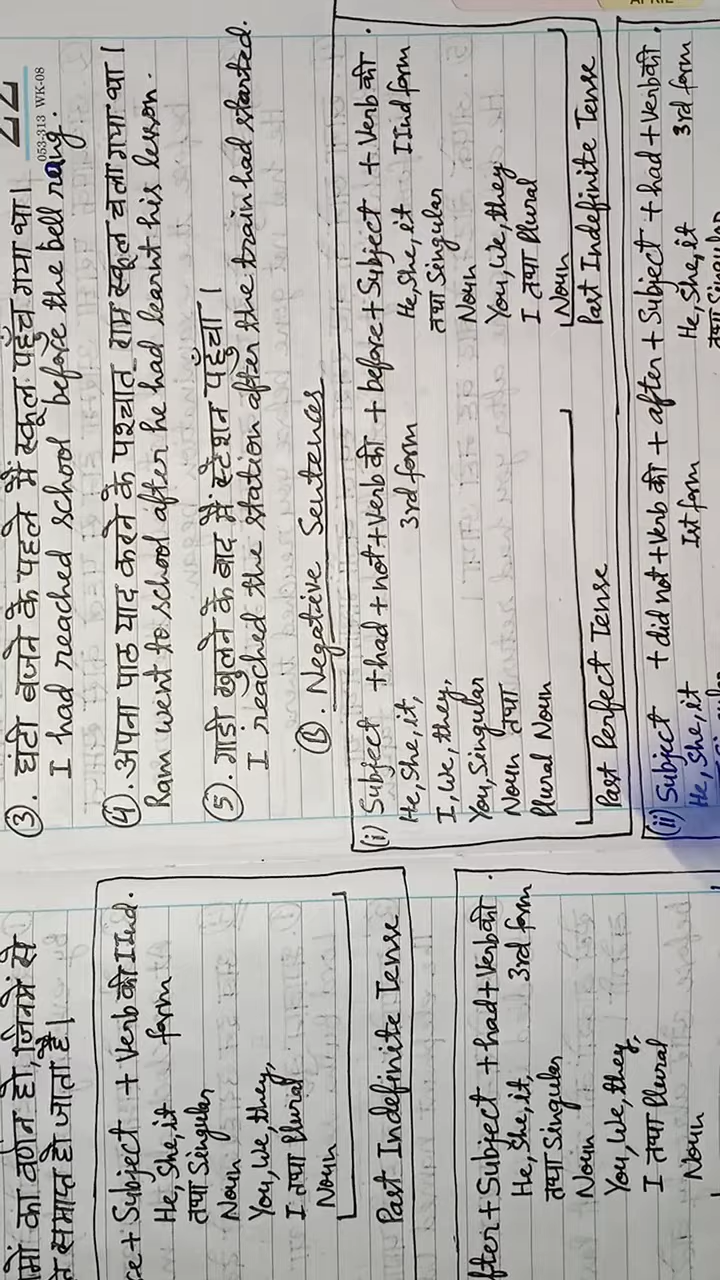 22
053-313 WK-08
③. घंटी बजने के पहले मैं स्कूल पहुँच गया था।
I had reached school before the bell rang.
④. अपना पाठ याद करने के पश्चात् राम स्कूल चला गया था।
Ram went to school after he had learnt his lesson.
⑤. गाडी खुलने के बाद मैं स्टेशन पहुँचा।
I reached the station after the train had started.
Ⓑ. Negative Sentences
(i) Subject + had + not + Verb की + before + Subject + Verb की .
He, She, it, 3rd form He, She, it IInd form
I, We, they, तथा Singular
You, Singular Noun
Noun तथा You, We, they
Plural Noun I तथा Plural
Noun
Past Perfect Tense Past Indefinite Tense
(ii) Subject + did not + Verb की + after + Subject + had + Verb की .
He, She, it Ist form He, She, it 3rd form
तथा Singular
का वर्णन हो, जिनमें से
समाप्त हो जाता है।
+ Subject + Verb की IInd .
He, She, it form
तथा Singular
Noun
You, We, they,
I तथा Plural
Noun
Past Indefinite Tense
+ Subject + had + Verb की .
He, She, it, 3rd form
तथा Singular
Noun
You, We, they,
I तथा Plural
Noun